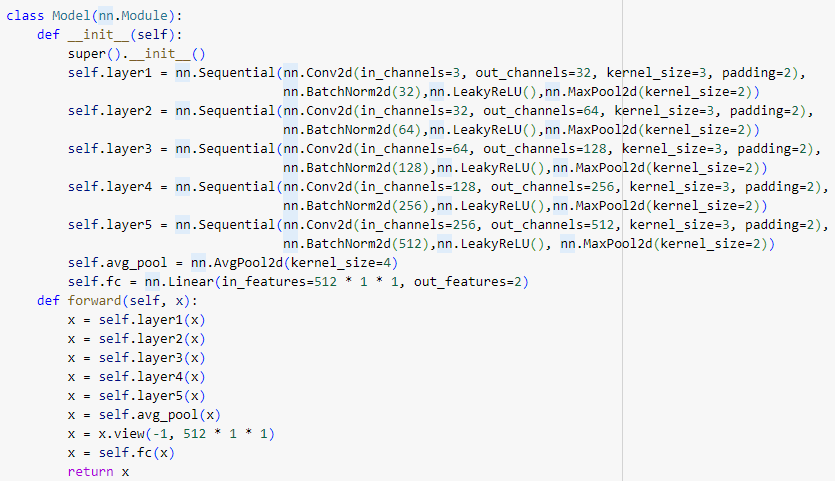 class Model(nn.Module):
    def __init__(self):
        super().__init__()
        self.layer1 = nn.Sequential(nn.Conv2d(in_channels=3, out_channels=32, kernel_size=3, padding=2),
                                    nn.BatchNorm2d(32),nn.LeakyReLU(),nn.MaxPool2d(kernel_size=2))
        self.layer2 = nn.Sequential(nn.Conv2d(in_channels=32, out_channels=64, kernel_size=3, padding=2),
                                    nn.BatchNorm2d(64),nn.LeakyReLU(),nn.MaxPool2d(kernel_size=2))
        self.layer3 = nn.Sequential(nn.Conv2d(in_channels=64, out_channels=128, kernel_size=3, padding=2),
                                    nn.BatchNorm2d(128),nn.LeakyReLU(),nn.MaxPool2d(kernel_size=2))
        self.layer4 = nn.Sequential(nn.Conv2d(in_channels=128, out_channels=256, kernel_size=3, padding=2),
                                    nn.BatchNorm2d(256),nn.LeakyReLU(),nn.MaxPool2d(kernel_size=2))
        self.layer5 = nn.Sequential(nn.Conv2d(in_channels=256, out_channels=512, kernel_size=3, padding=2),
                                    nn.BatchNorm2d(512),nn.LeakyReLU(), nn.MaxPool2d(kernel_size=2))
        self.avg_pool = nn.AvgPool2d(kernel_size=4)
        self.fc = nn.Linear(in_features=512 * 1 * 1, out_features=2)
    def forward(self, x):
        x = self.layer1(x)
        x = self.layer2(x)
        x = self.layer3(x)
        x = self.layer4(x)
        x = self.layer5(x)
        x = self.avg_pool(x)
        x = x.view(-1, 512 * 1 * 1)
        x = self.fc(x)
        return x